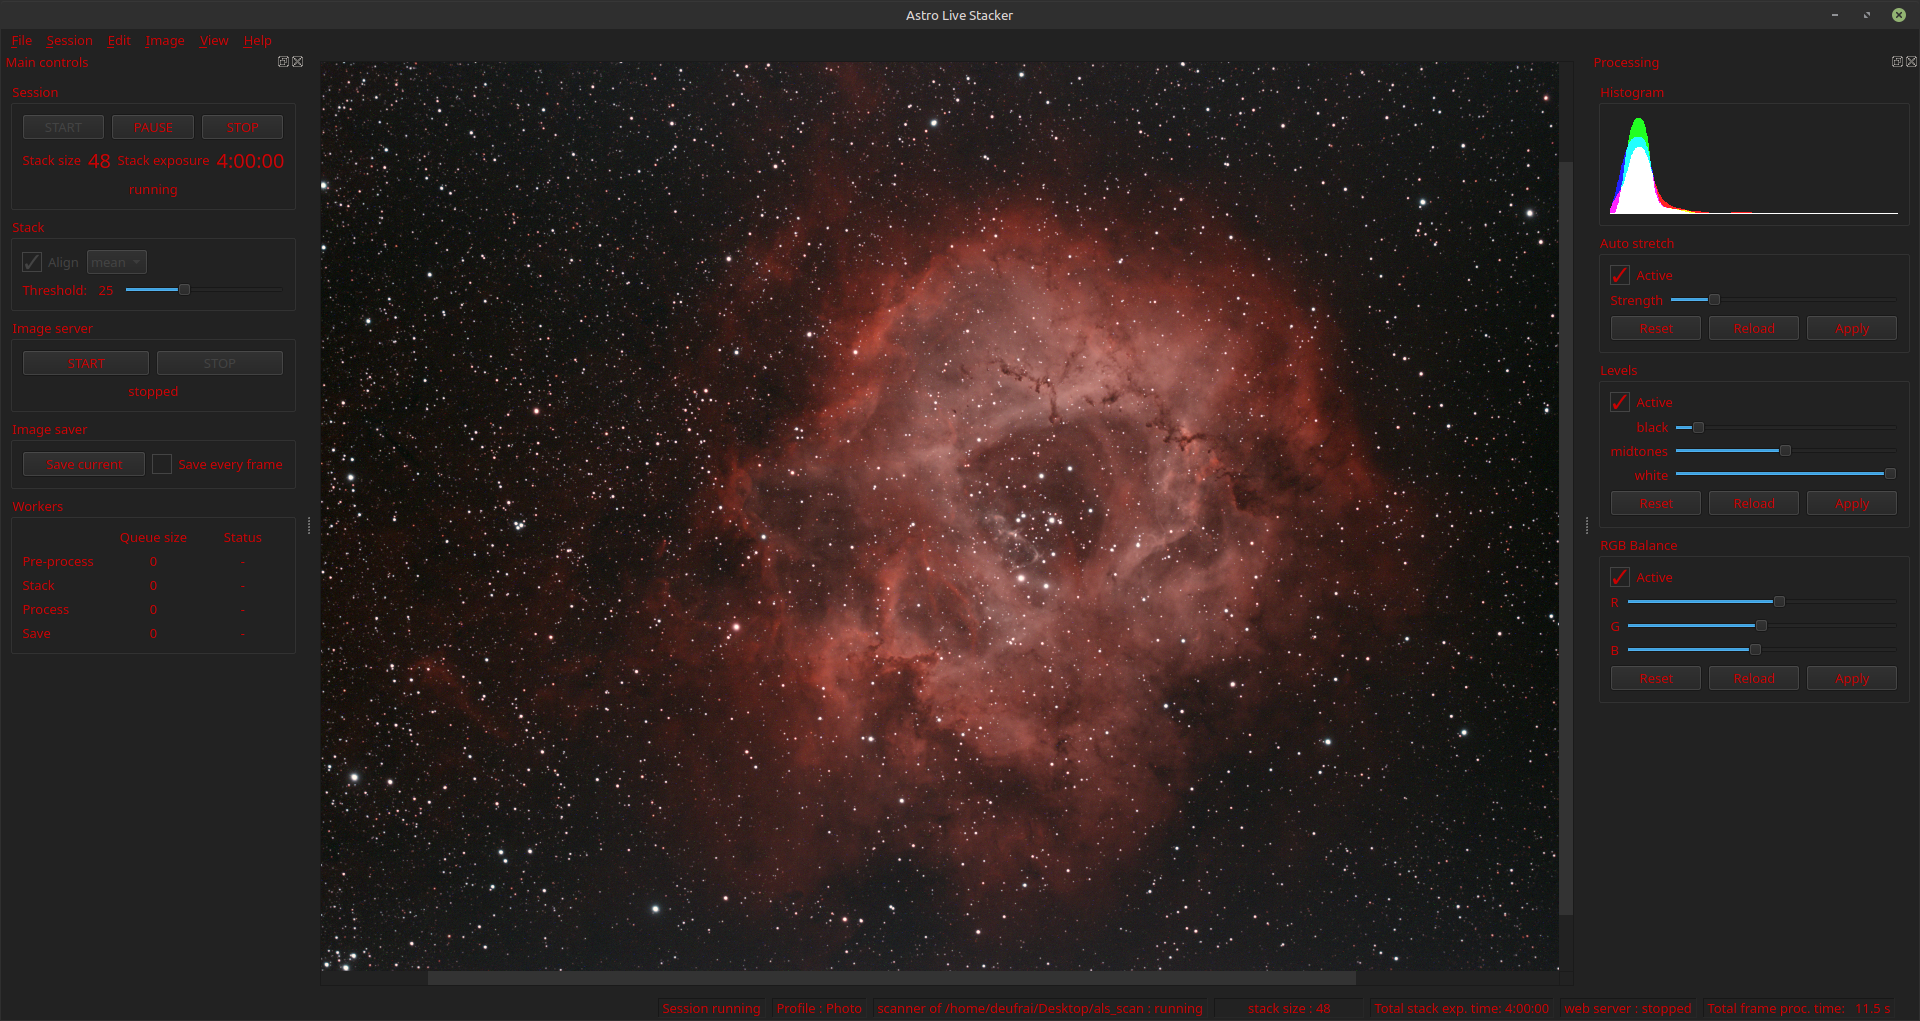 Astro Live Stacker
File Session Edit Image View Help
Main controls
Session
START PAUSE STOP
Stack size 48 Stack exposure 4:00:00
running
Stack
Align mean
Threshold: 25
Image server
START STOP
stopped
Image saver
Save current Save every frame
Workers
Queue size Status
Pre-process 0 -
Stack 0 -
Process 0 -
Save 0 -
Processing
Histogram
Auto stretch
Active
Strength
Reset Reload Apply
Levels
Active
black
midtones
white
Reset Reload Apply
RGB Balance
Active
R
G
B
Reset Reload Apply
Session running Profile : Photo scanner of /home/deufrai/Desktop/als_scan : running stack size : 48 Total stack exp. time: 4:00:00 web server : stopped Total frame proc. time: 11.5 s